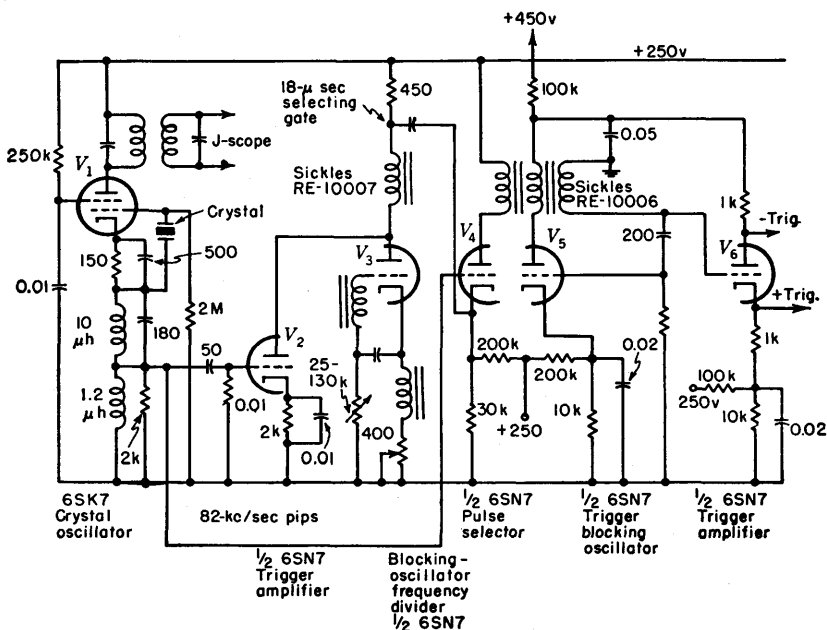 +450v
+250v
18-μ sec
selecting
gate
450
100k
0.05
J-scope
250k
V1
Sickles
RE-10007
Sickles
RE-10006
1k
-Trig.
Crystal
500
150
V3
V4
V5
200
V6
+Trig.
0.01
2M
10
μh
180
V2
50
25-
130k
200k
200k
0.02
1k
100k
250v
1.2
μh
0.01
2k
2k
0.01
400
30k
+250
10k
10k
0.02
6SK7
Crystal
oscillator
82-kc/sec pips
1/2 6SN7
Trigger
amplifier
Blocking-
oscillator
frequency
divider
1/2 6SN7
1/2 6SN7
Pulse
selector
1/2 6SN7
Trigger
blocking
oscillator
1/2 6SN7
Trigger
amplifier